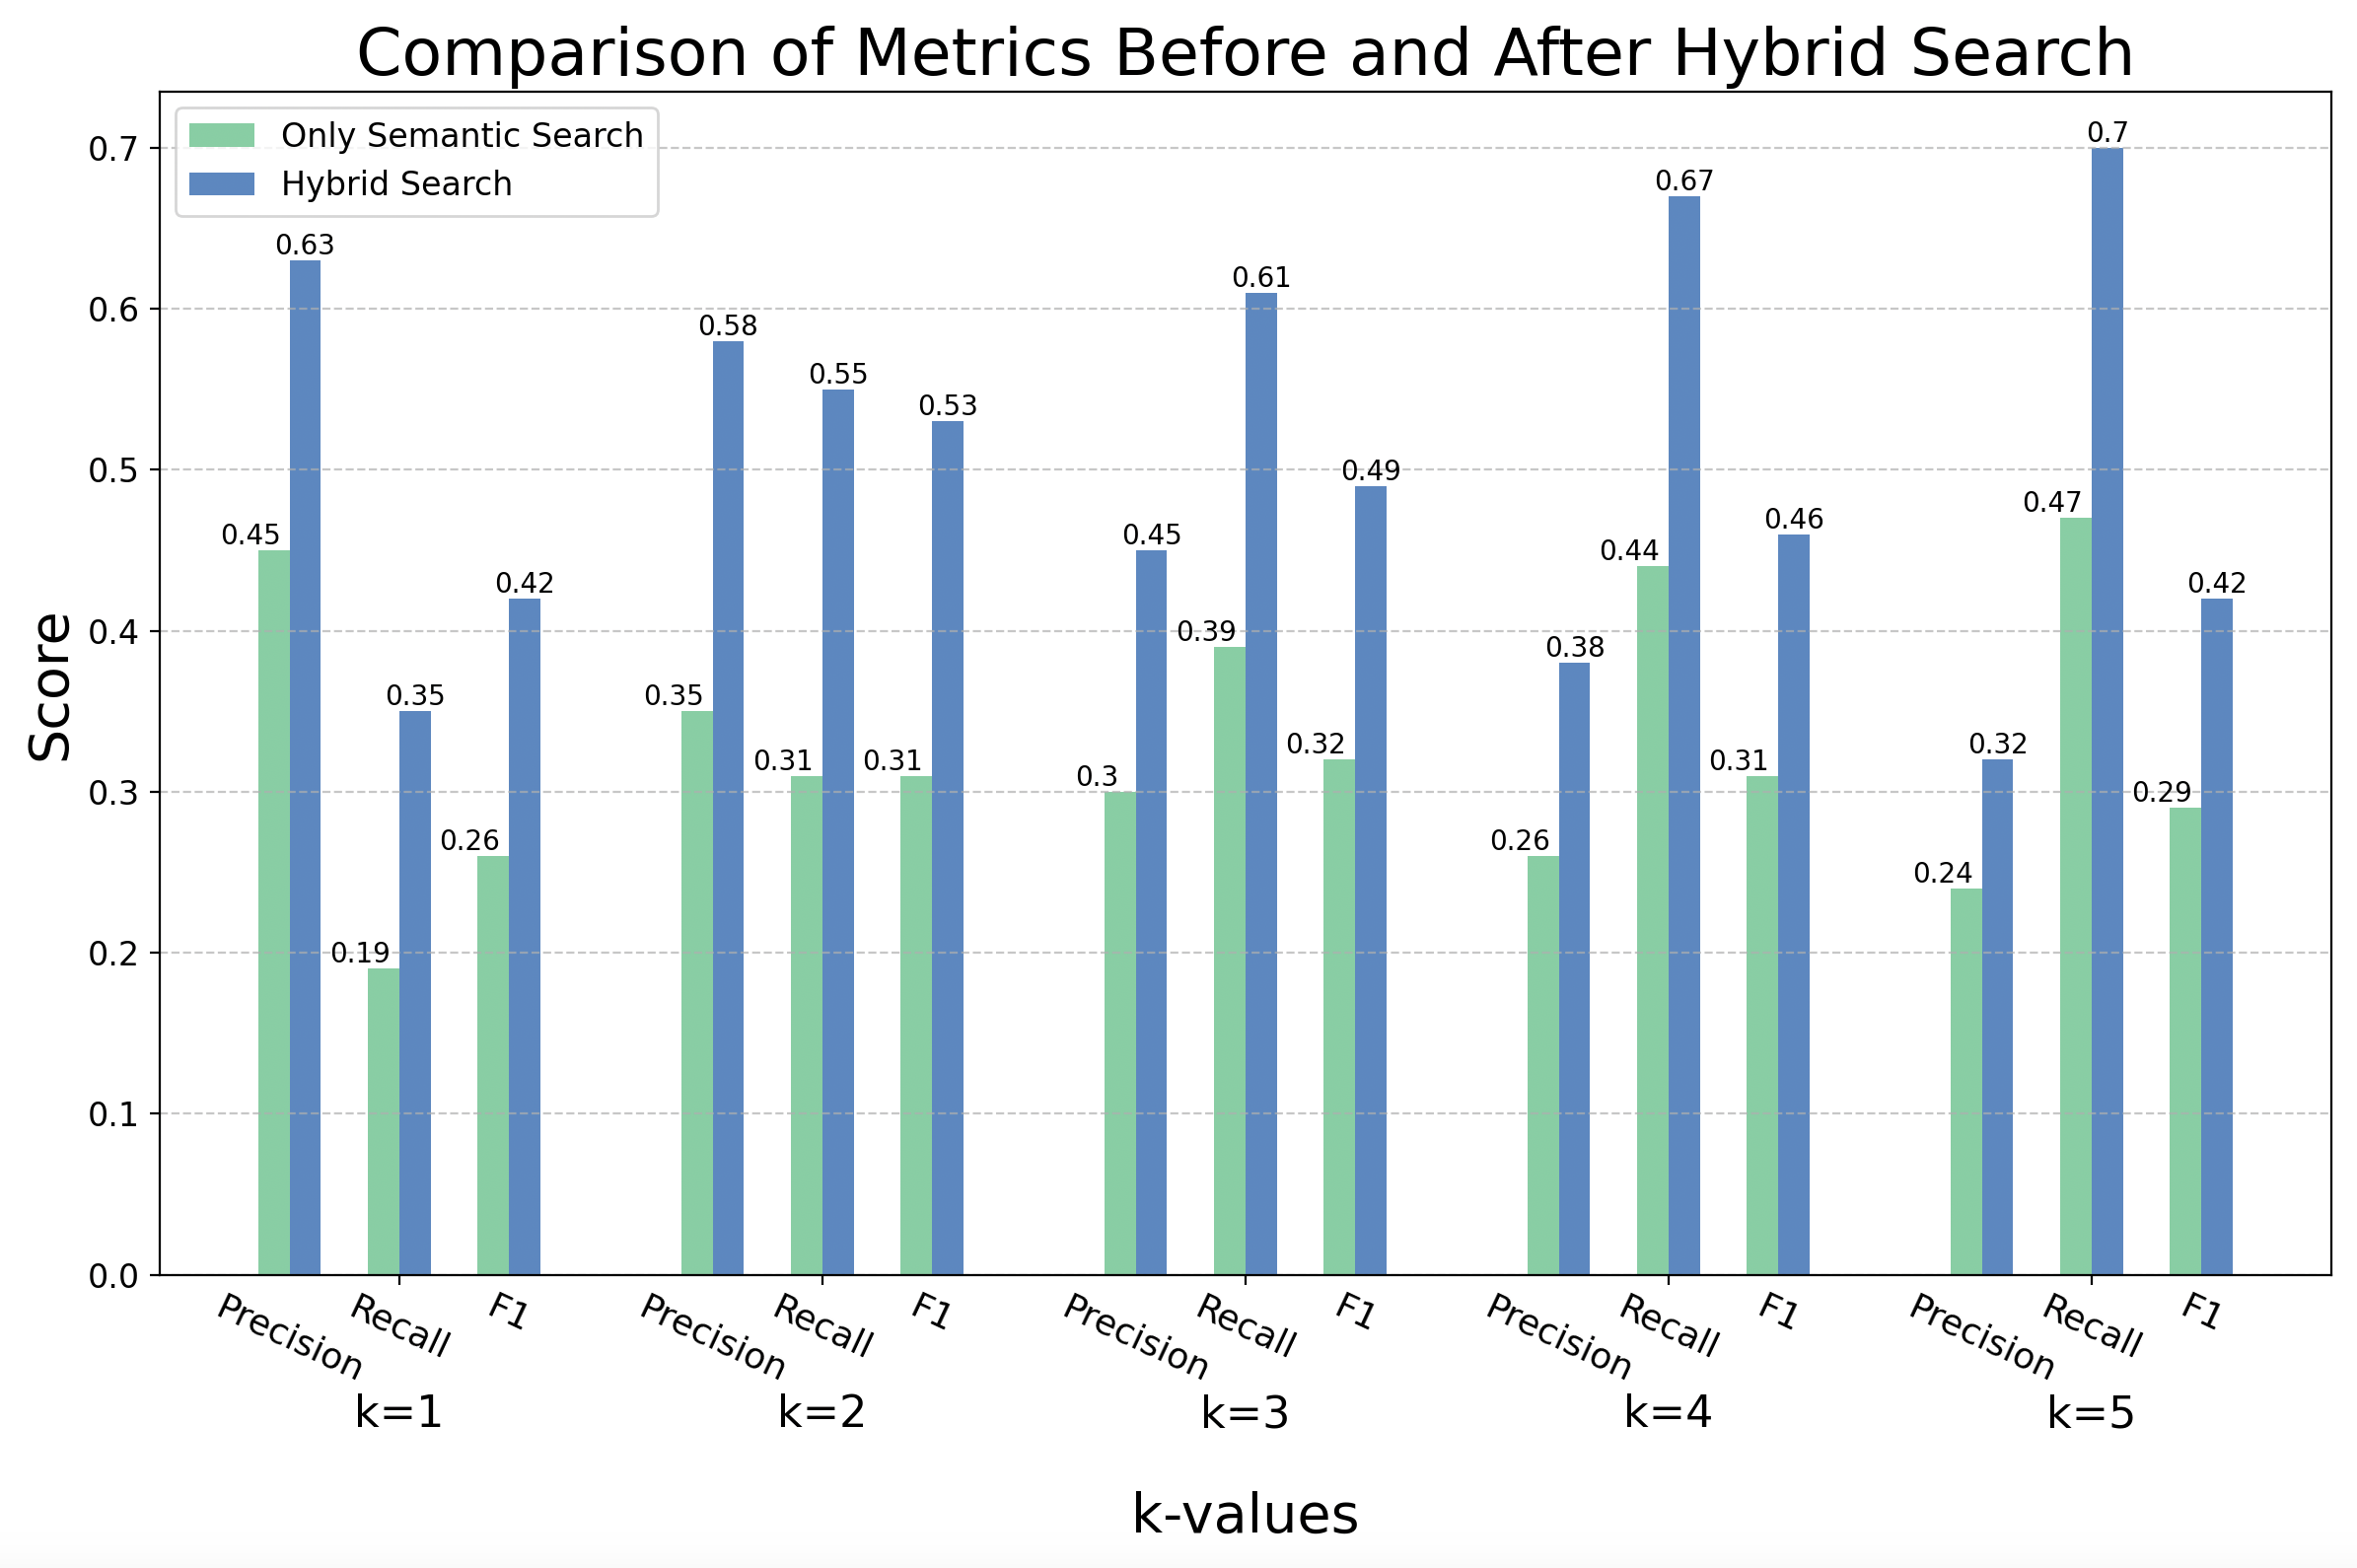 Comparison of Metrics Before and After Hybrid Search
Only Semantic Search
Hybrid Search
Score
0.7
0.6
0.5
0.4
0.3
0.2
0.1
0.0
0.45
0.63
0.19
0.35
0.26
0.42
0.35
0.58
0.31
0.55
0.31
0.53
0.3
0.45
0.39
0.61
0.32
0.49
0.26
0.38
0.44
0.67
0.31
0.46
0.24
0.32
0.47
0.7
0.29
0.42
Precision
Recall
F1
Precision
Recall
F1
Precision
Recall
F1
Precision
Recall
F1
Precision
Recall
F1
k=1
k=2
k=3
k=4
k=5
k-values